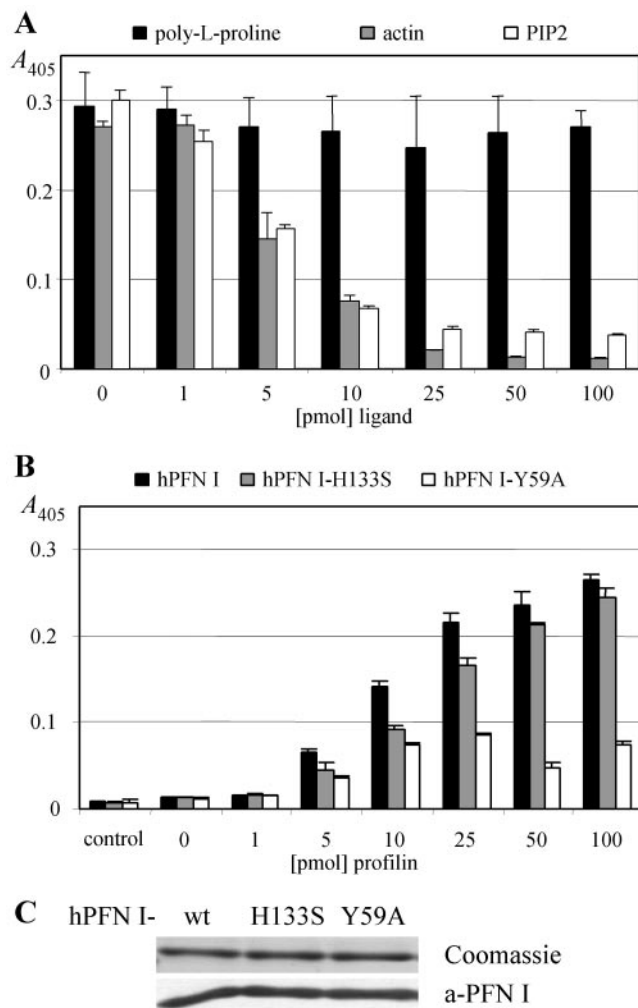 A
poly-L-proline actin PIP2
A405
0.3
0.2
0.1
0
0 1 5 10 25 50 100
[pmol] ligand
B
hPFN I hPFN I-H133S hPFN I-Y59A
A405
0.3
0.2
0.1
0
control 0 1 5 10 25 50 100
[pmol] profilin
C
hPFN I- wt H133S Y59A
Coomassie
a-PFN I